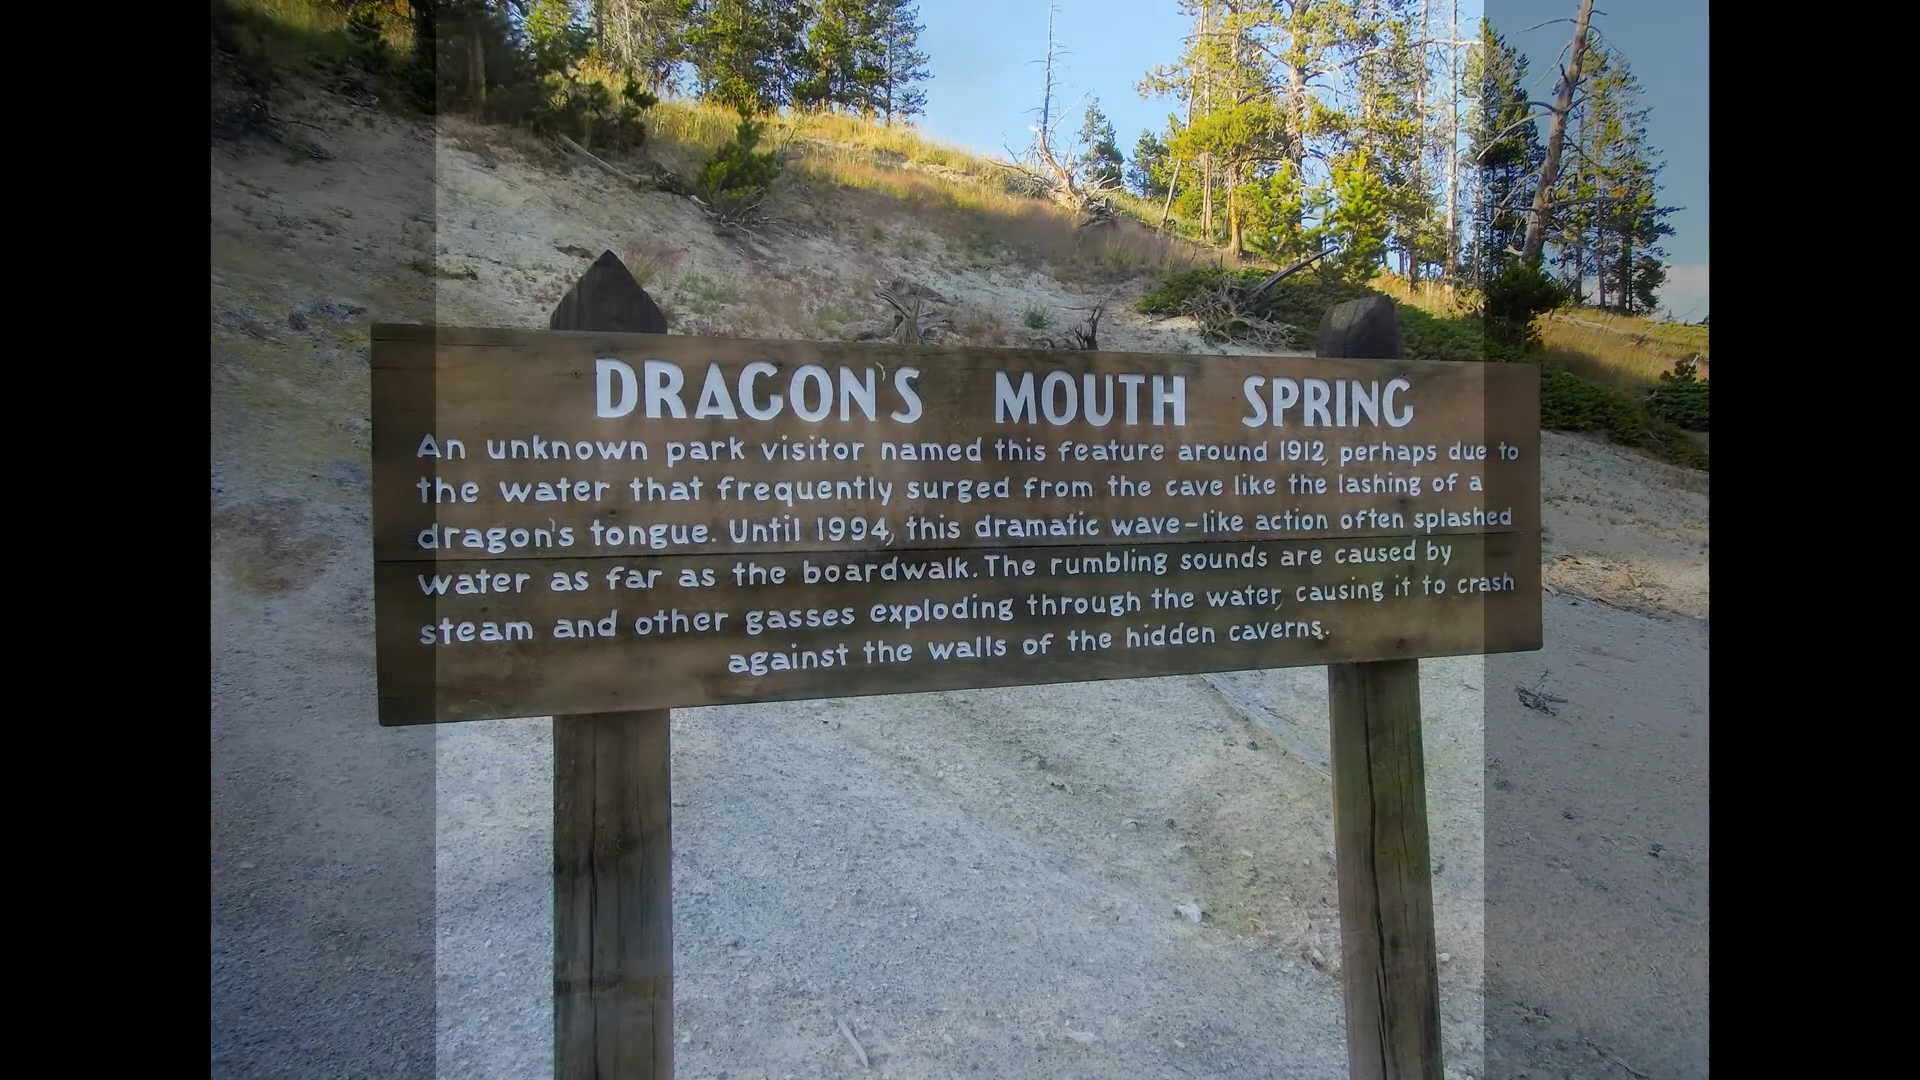 DRAGON'S MOUTH SPRING
An unknown park visitor named this feature around 1912, perhaps due to
the water that frequently surged from the cave like the lashing of a
dragon's tongue. Until 1994, this dramatic wave-like action often splashed
water as far as the boardwalk. The rumbling sounds are caused by
steam and other gasses exploding through the water, causing it to crash
against the walls of the hidden caverns.